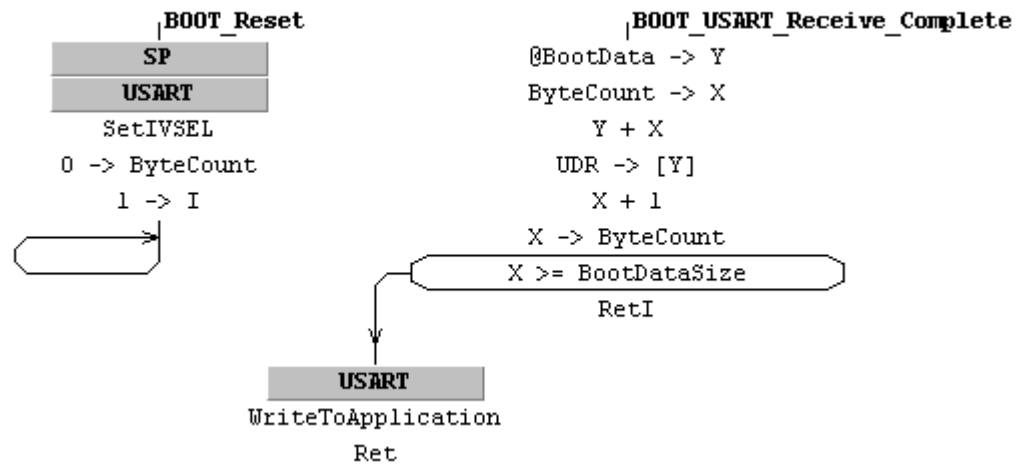 BOOT_Reset
SP
USART
SetIVSEL
0 -> ByteCount
1 -> I
BOOT_USART_Receive_Complete
@BootData -> Y
ByteCount -> X
Y + X
UDR -> [Y]
X + 1
X -> ByteCount
X >= BootDataSize
RetI
USART
WriteToApplication
Ret